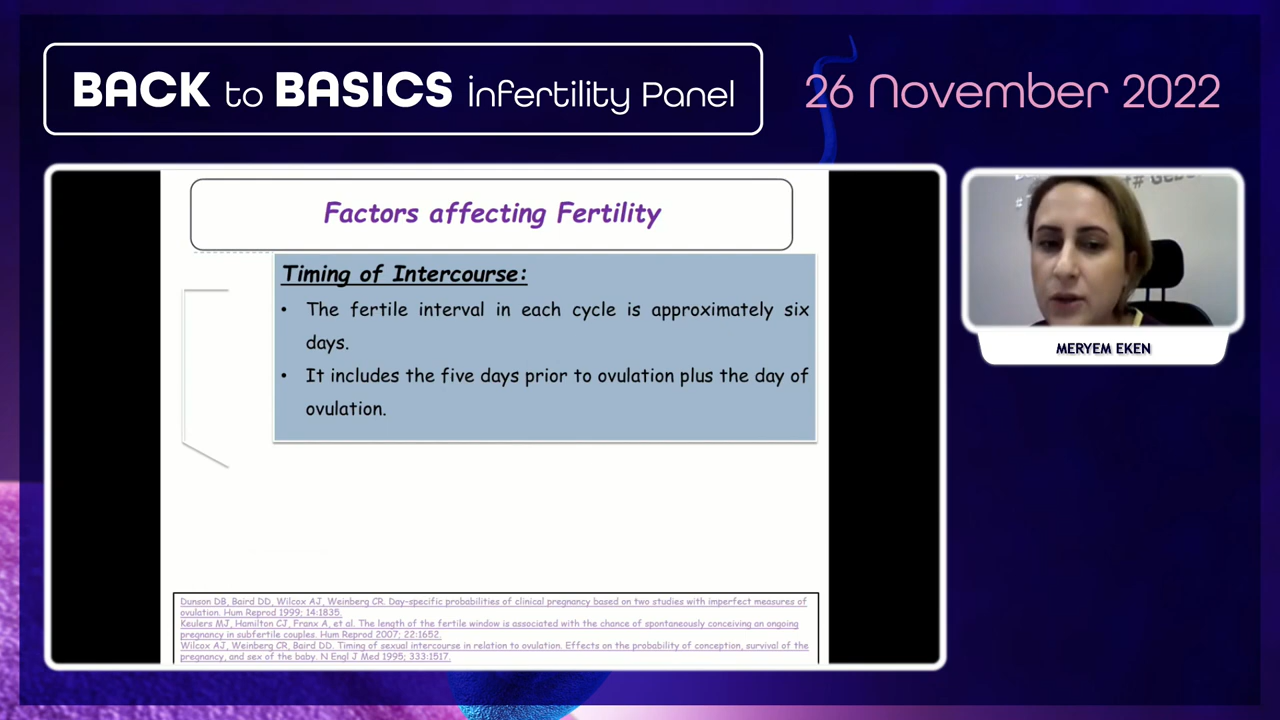 BACK to BASICS infertility Panel
26 November 2022
Factors affecting Fertility
Timing of Intercourse:
• The fertile interval in each cycle is approximately six
days.
• It includes the five days prior to ovulation plus the day of
ovulation.
Dunson DB, Baird DD, Wilcox AJ, Weinberg CR. Day-specific probabilities of clinical pregnancy based on two studies with imperfect measures of
ovulation. Hum Reprod 1999; 14:1835.
Keulers MJ, Hamilton CJ, Franx A, et al. The length of the fertile window is associated with the chance of spontaneously conceiving an ongoing
pregnancy in subfertile couples. Hum Reprod 2007; 22:1652.
Wilcox AJ, Weinberg CR, Baird DD. Timing of sexual intercourse in relation to ovulation. Effects on the probability of conception, survival of the
pregnancy, and sex of the baby. N Engl J Med 1995; 333:1517.
MERYEM EKEN